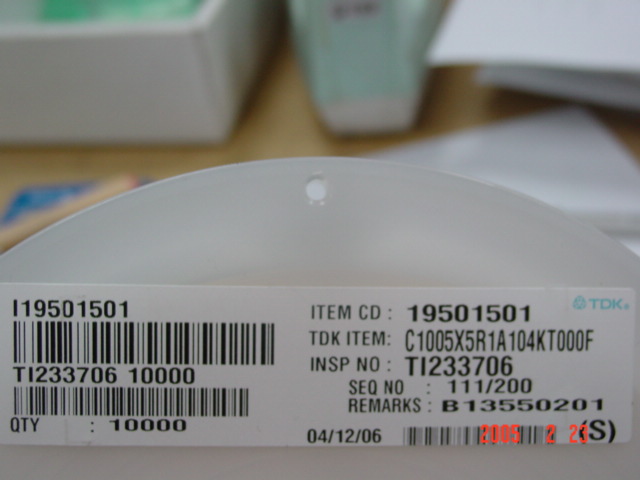 I19501501
TI233706 10000
QTY : 10000
TDK
ITEM CD : 19501501
TDK ITEM: C1005X5R1A104KT000F
INSP NO : TI233706
SEQ NO : 111/200
REMARKS : B13550201
04/12/06
(S)
2005 2 23